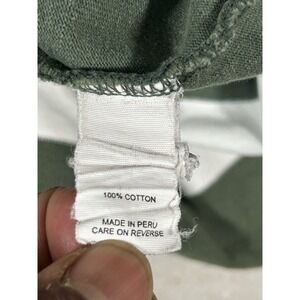 100% COTTON
MADE IN PERU
CARE ON REVERSE